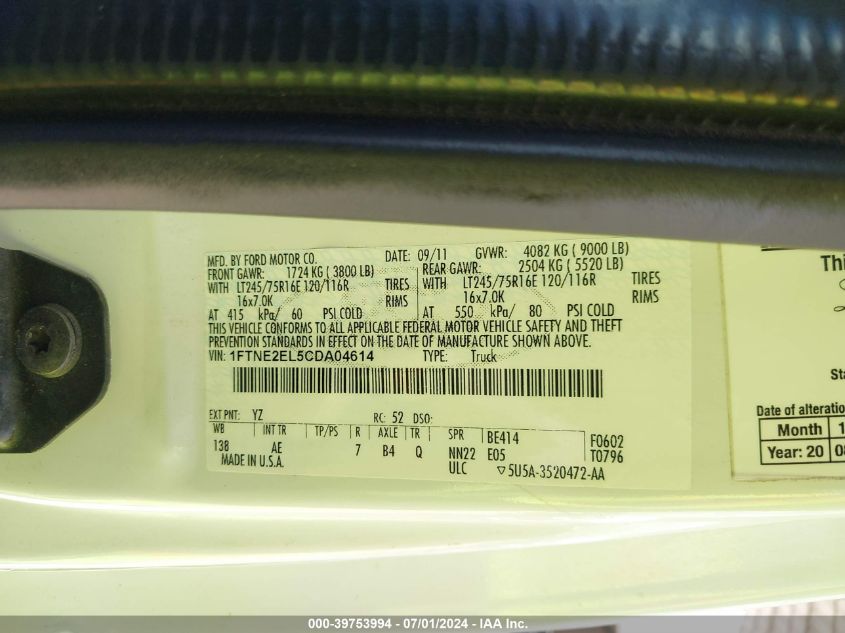 MFD. BY FORD MOTOR CO. DATE: 09/11 GVWR: 4082 KG ( 9000 LB)
FRONT GAWR: 1724 KG ( 3800 LB) REAR GAWR: 2504 KG ( 5520 LB)
WITH LT245/75R16E 120/116R TIRES WITH LT245/75R16E 120/116R TIRES
16x7.0K RIMS 16x7.0K RIMS
AT 415 kPa/ 60 PSI COLD AT 550 kPa/ 80 PSI COLD
THIS VEHICLE CONFORMS TO ALL APPLICABLE FEDERAL MOTOR VEHICLE SAFETY AND THEFT
PREVENTION STANDARDS IN EFFECT ON THE DATE OF MANUFACTURE SHOWN ABOVE.
VIN: 1FTNE2EL5CDA04614 TYPE: Truck
EXT PNT: YZ RC: 52 DSO:
WB INT TR TP/PS R AXLE TR SPR BE414 F0602
138 AE 7 B4 Q NN22 E05 T0796
MADE IN U.S.A. ULC ▽5U5A-3520472-AA
Thi
Sta
Date of alteratio
Month 1
Year: 20 08
000-39753994 - 07/01/2024 - IAA Inc.